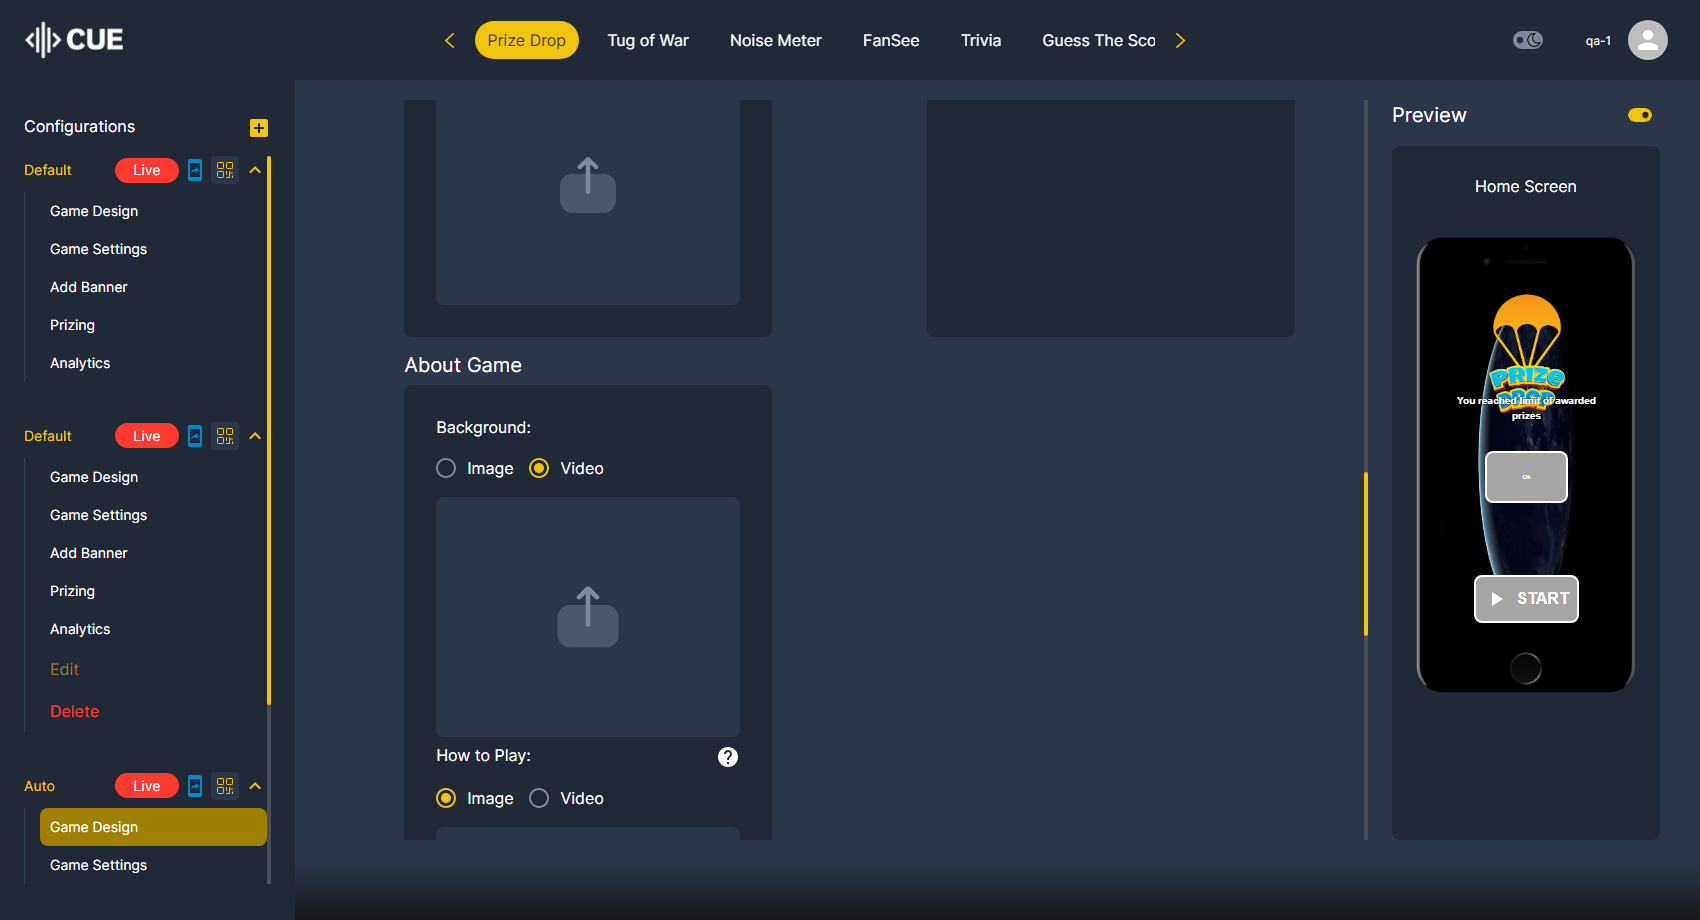 CUE
Prize Drop
Tug of War
Noise Meter
FanSee
Trivia
Guess The Sco
qa-1
Configurations
Default
Live
Game Design
Game Settings
Add Banner
Prizing
Analytics
Default
Live
Game Design
Game Settings
Add Banner
Prizing
Analytics
Edit
Delete
Auto
Live
Game Design
Game Settings
About Game
Background:
Image
Video
How to Play:
?
Image
Video
Preview
Home Screen
PRIZE
DROP
You reached limit of awarded
prizes
Ok
START